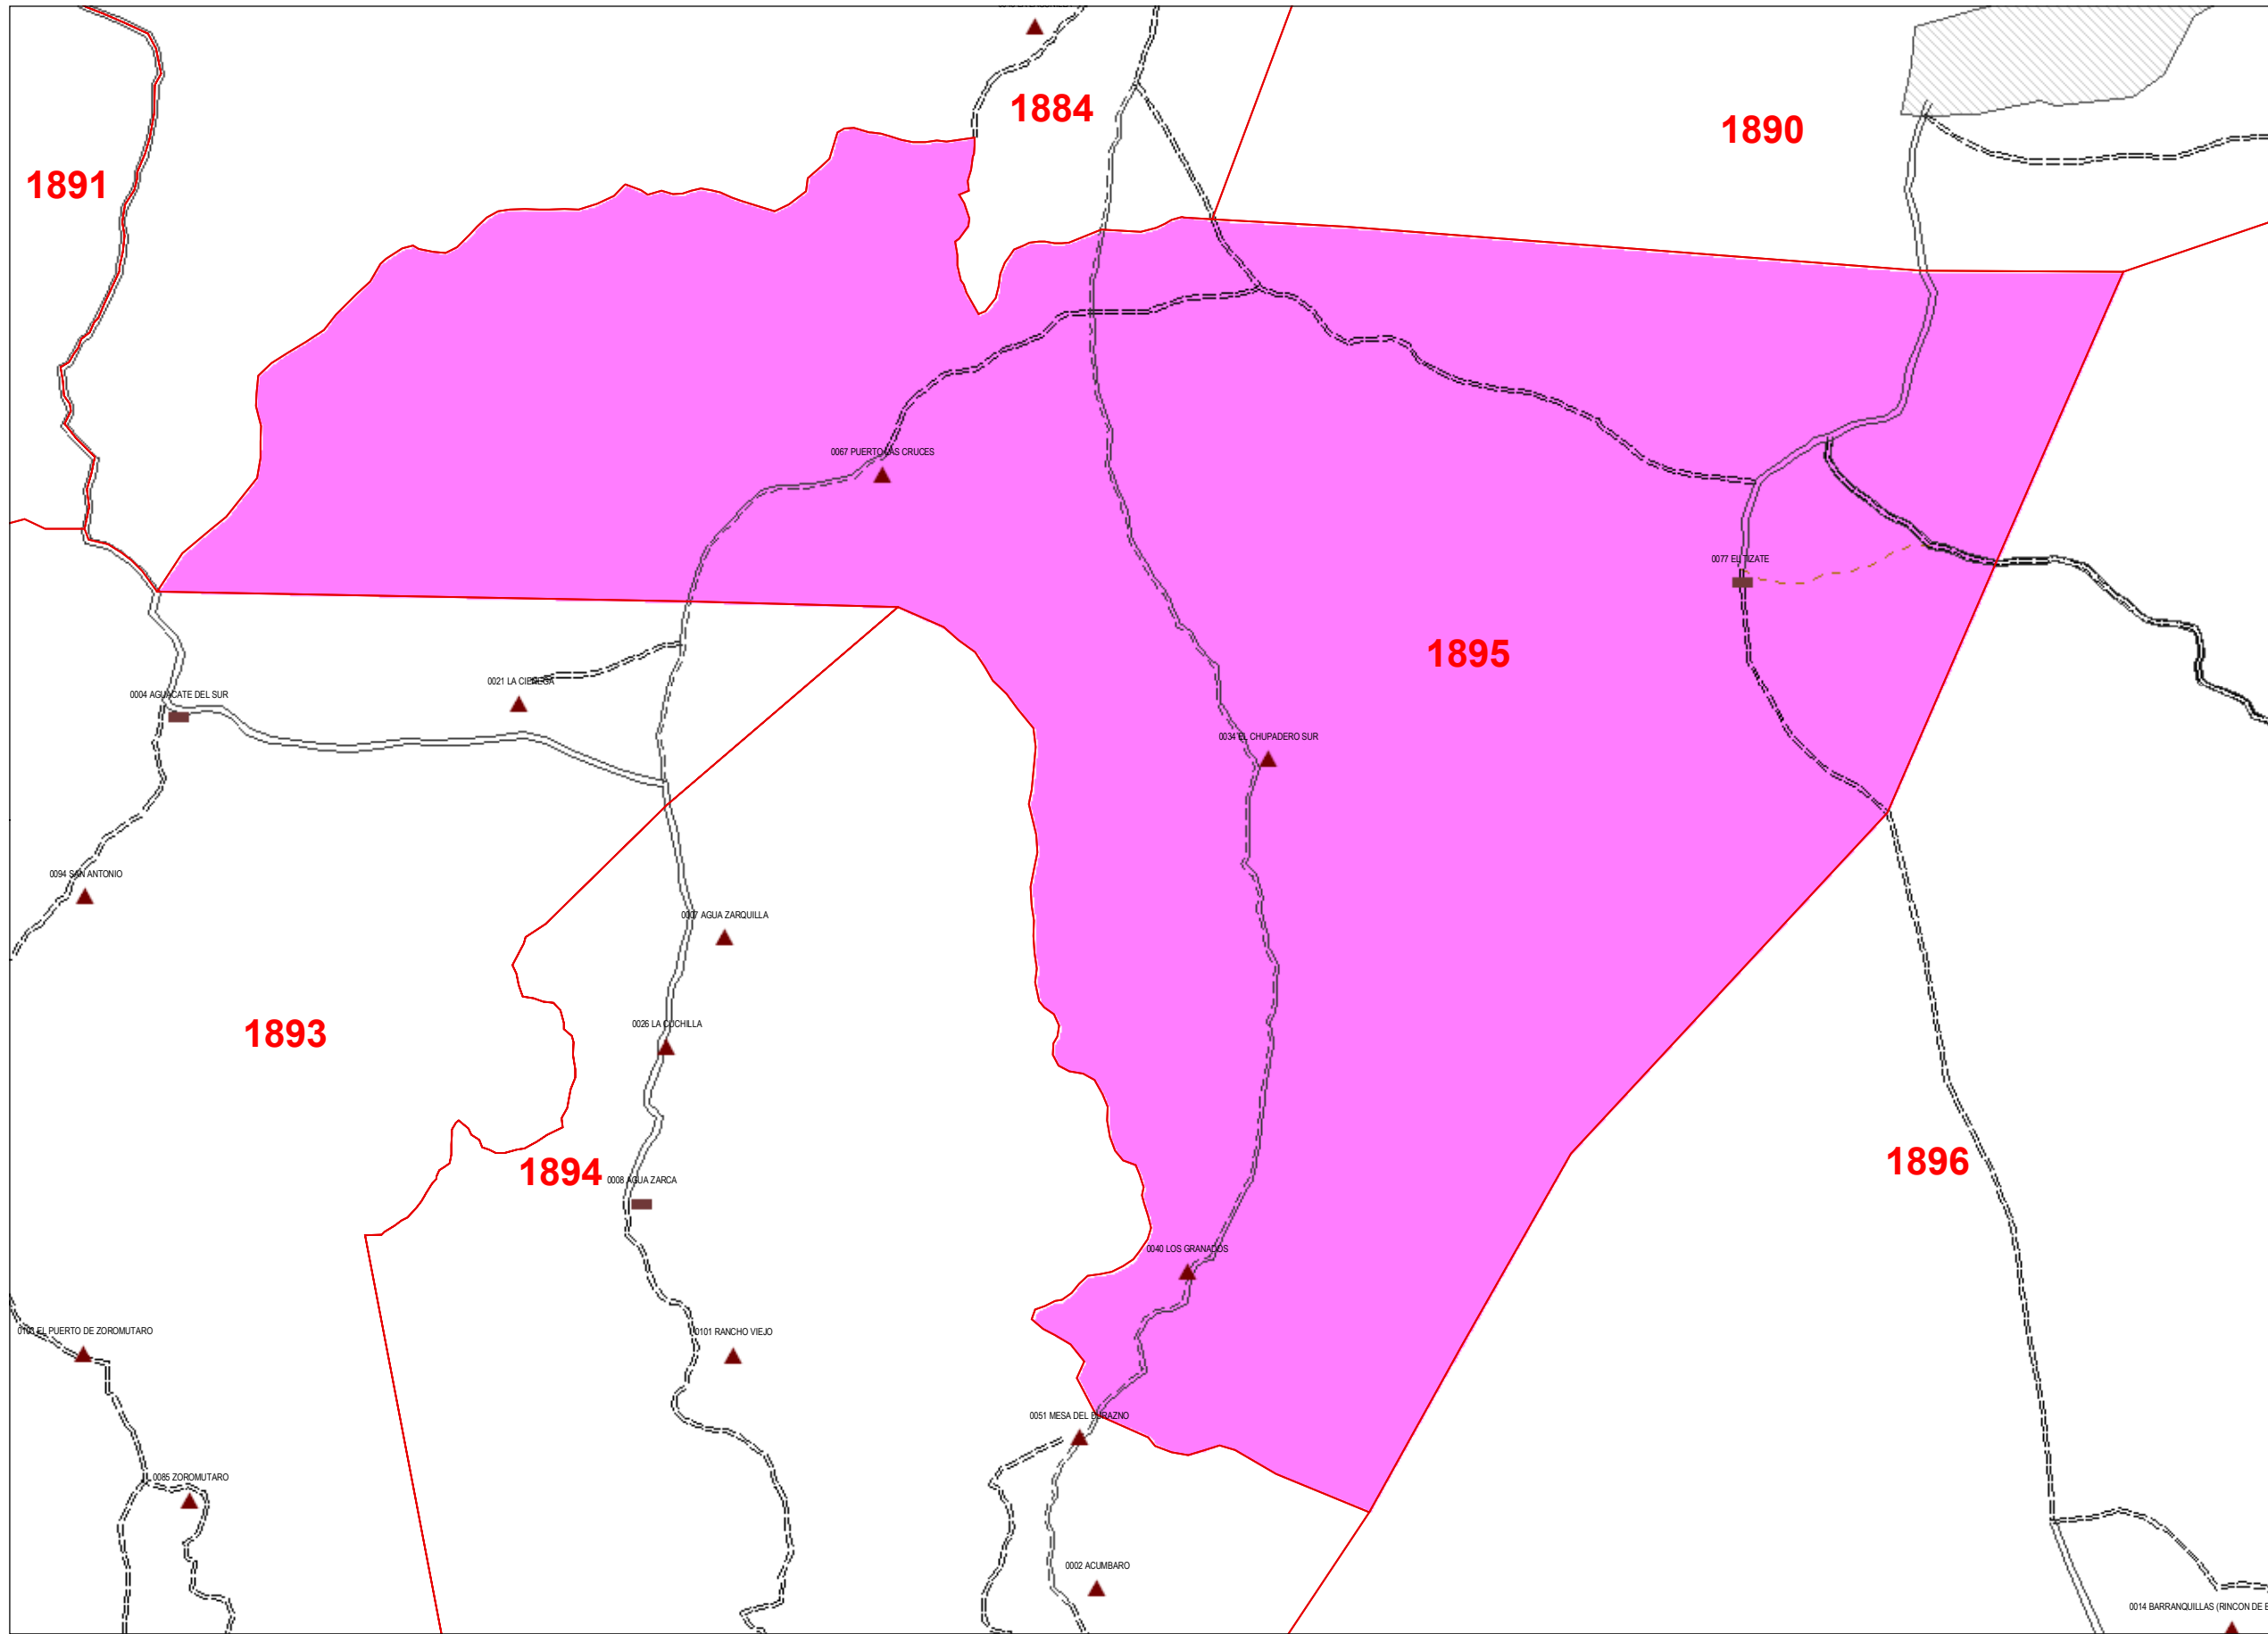 1884
1890
1891
0067 PUERTO LAS CRUCES
0077 EL TIZATE
1895
0021 LA CIENEGA
0004 AGUACATE DEL SUR
0034 EL CHUPADERO SUR
0094 SAN ANTONIO
0007 AGUA ZARQUILLA
0026 LA CUCHILLA
1893
1894
1896
0008 AGUA ZARCA
0040 LOS GRANADOS
EL PUERTO DE ZOROMUTARO
0101 RANCHO VIEJO
0051 MESA DEL DURAZNO
0085 ZOROMUTARO
0002 ACUMBARO
0014 BARRANQUILLAS (RINCON DE